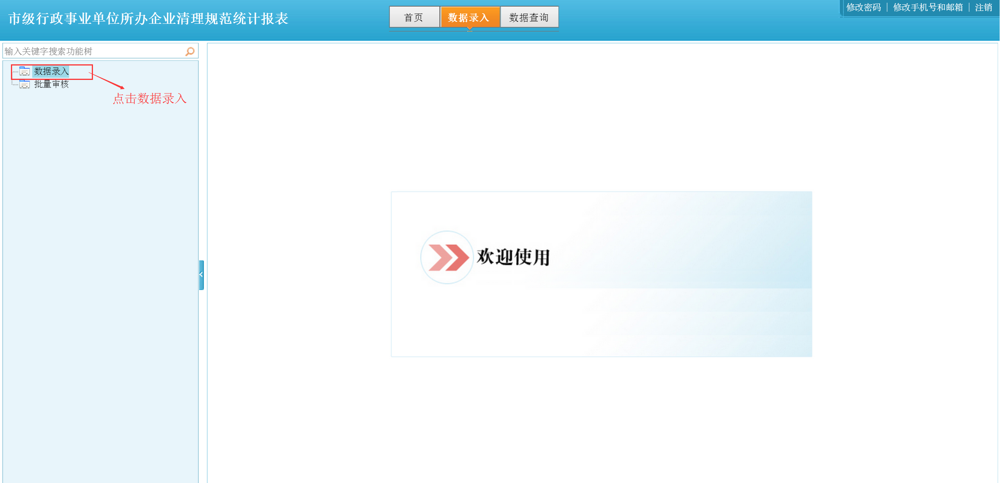 市级行政事业单位所办企业清理规范统计报表
首页 数据录入 数据查询
修改密码 | 修改手机号和邮箱 | 注销
输入关键字搜索功能树
数据录入
批量审核
点击数据录入
欢迎使用